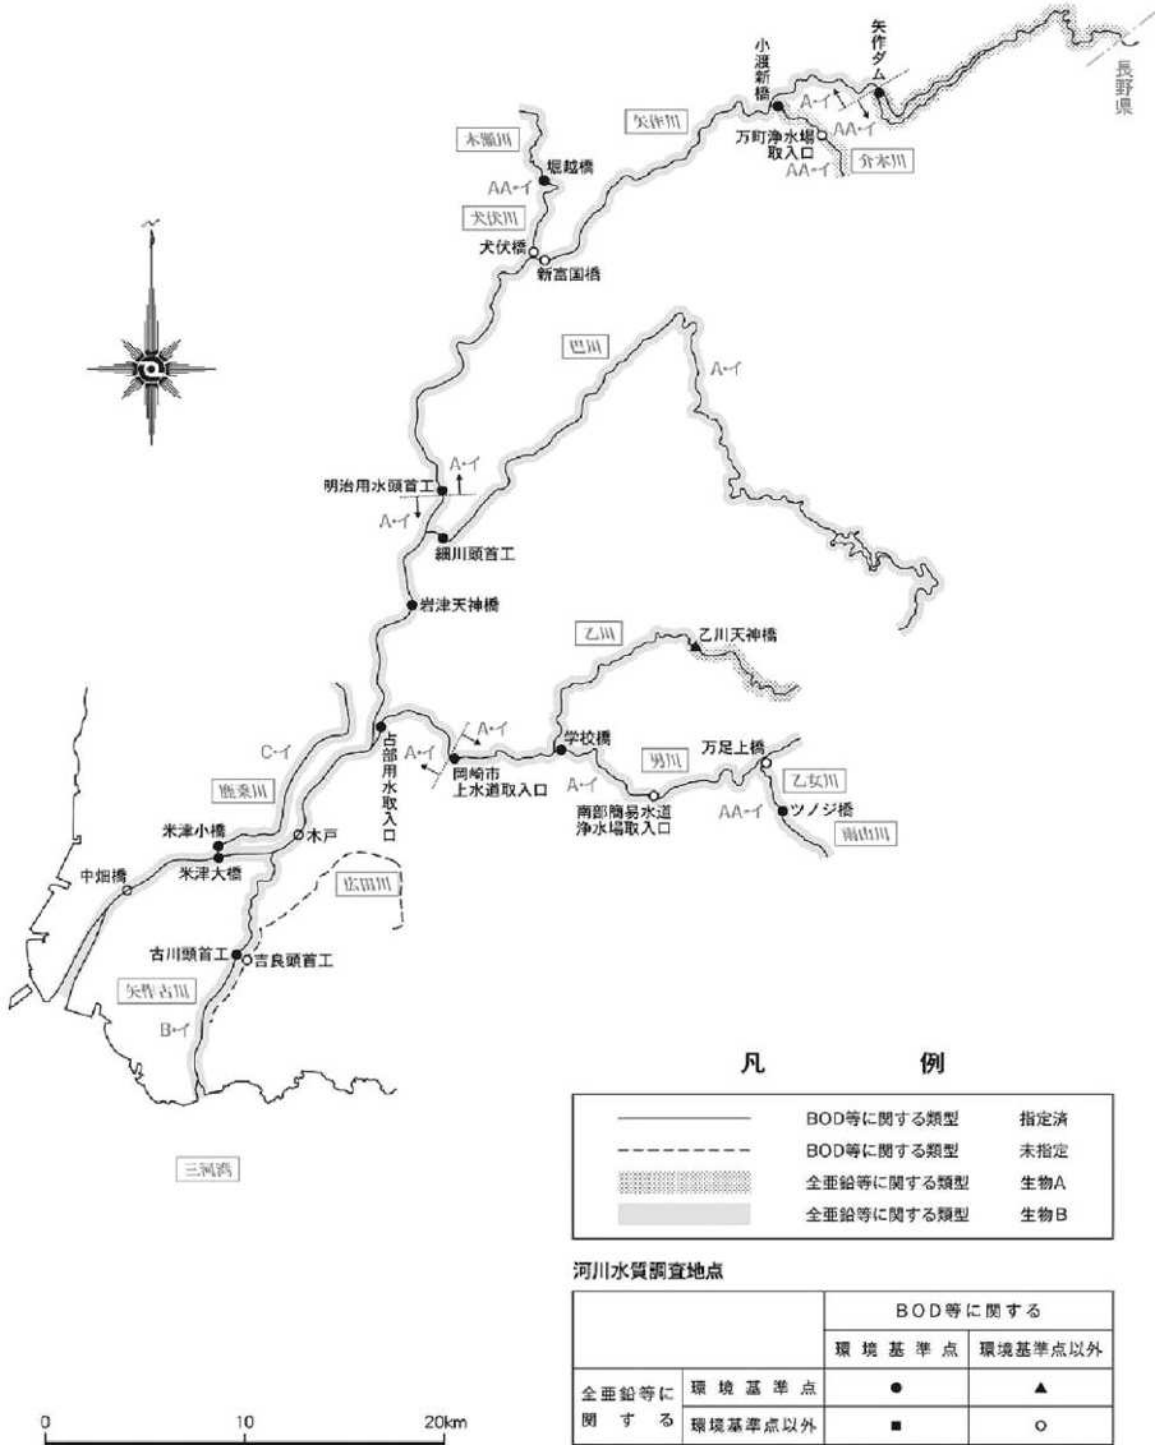 矢作ダム
小渡新橋
長野県
A-イ
AA-イ
矢作川
万町浄水場
取入口
AA-イ
介木川
木瀬川
堀越橋
AA-イ
犬伏川
犬伏橋
新富国橋
巴川
A-イ
A-イ
明治用水頭首工
A-イ
細川頭首工
岩津天神橋
乙川
乙川天神橋
C-イ
鹿乗川
占部用水取入口
A-イ
A-イ
岡崎市
上水道取入口
学校橋
A-イ
男川
万足上橋
乙女川
AA-イ
ツノジ橋
雨山川
南部簡易水道
浄水場取入口
米津小橋
木戸
米津大橋
中畑橋
広田川
古川頭首工
吉良頭首工
矢作古川
B-イ
三河湾
凡例
BOD等に関する類型 指定済
BOD等に関する類型 未指定
全亜鉛等に関する類型 生物A
全亜鉛等に関する類型 生物B
河川水質調査地点
BOD等に関する
環境基準点 環境基準点以外
全亜鉛等に
関する
環境基準点 ● ▲
環境基準点以外 ■ ○
0 10 20km